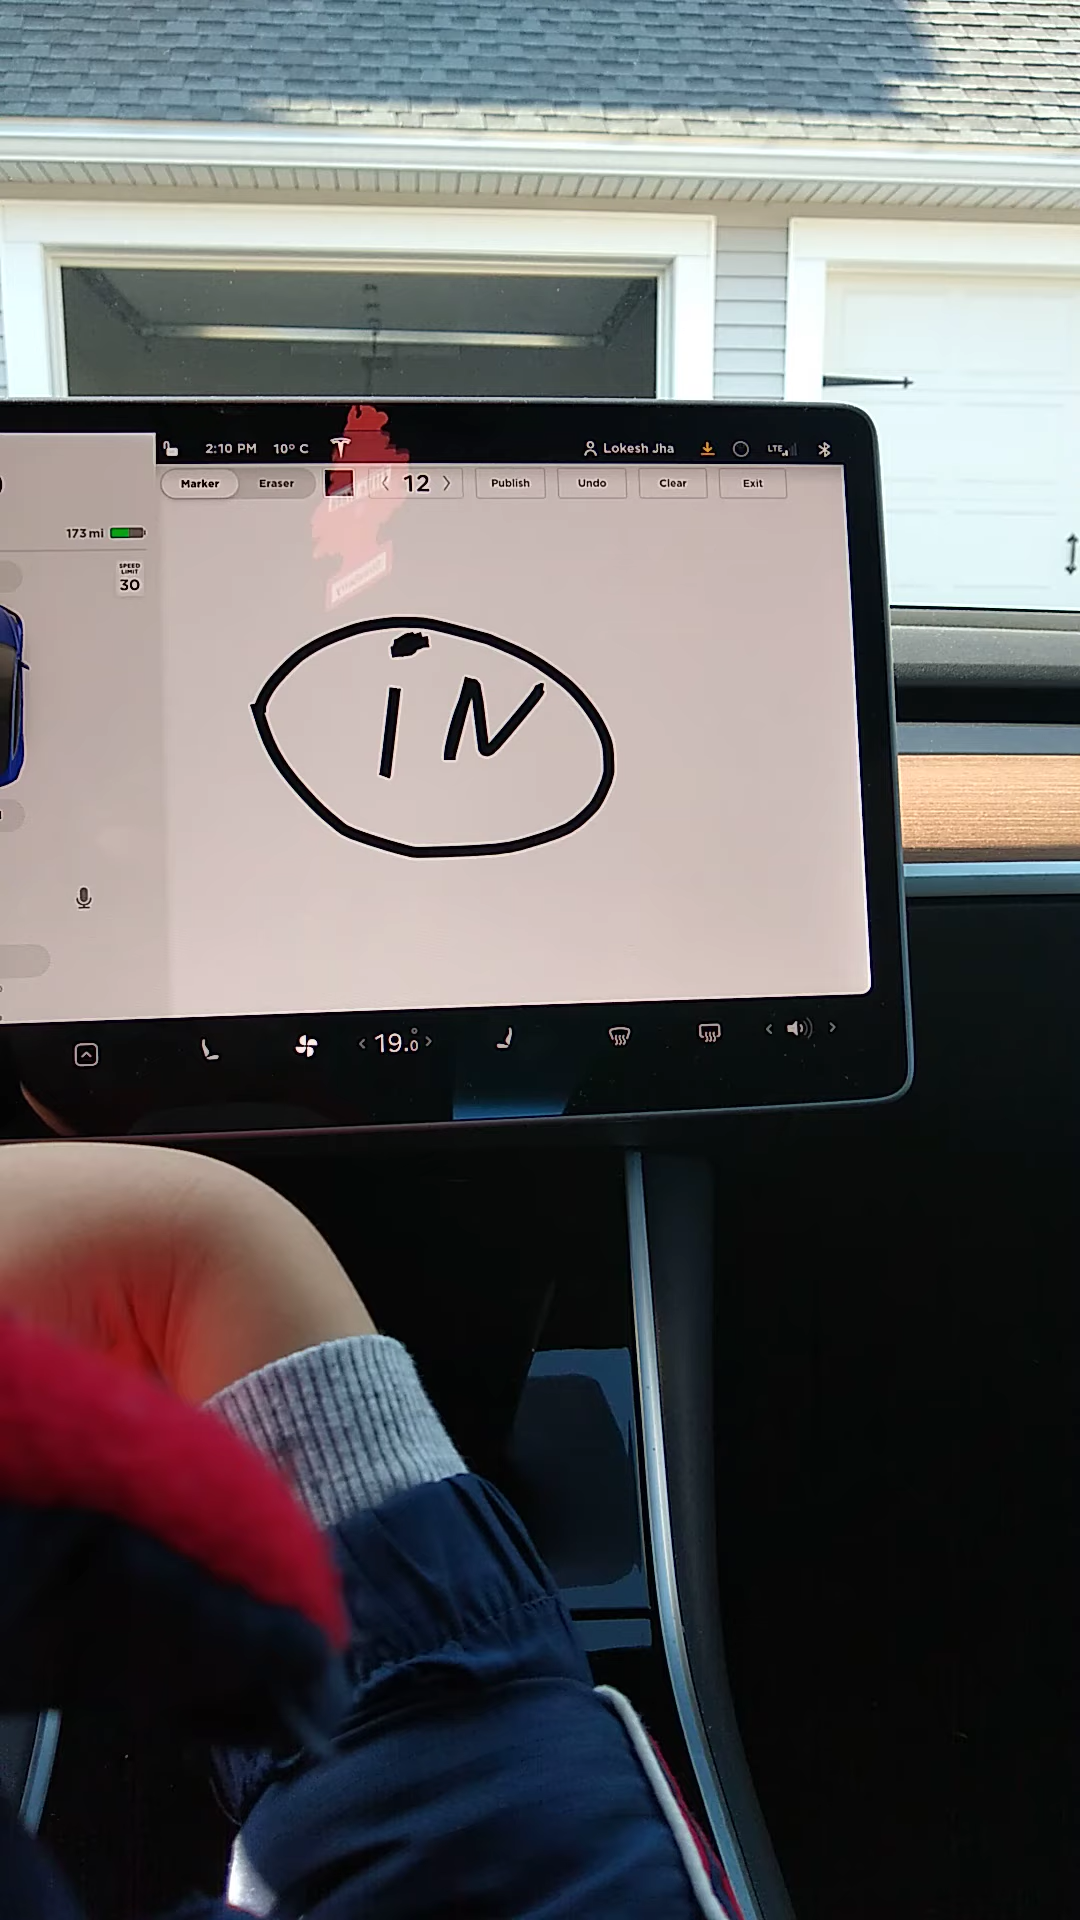 2:10 PM 10° C Lokesh Jha LTE
Marker Eraser 12 Publish Undo Clear Exit
173 mi
SPEED
LIMIT
30
iN
19.0